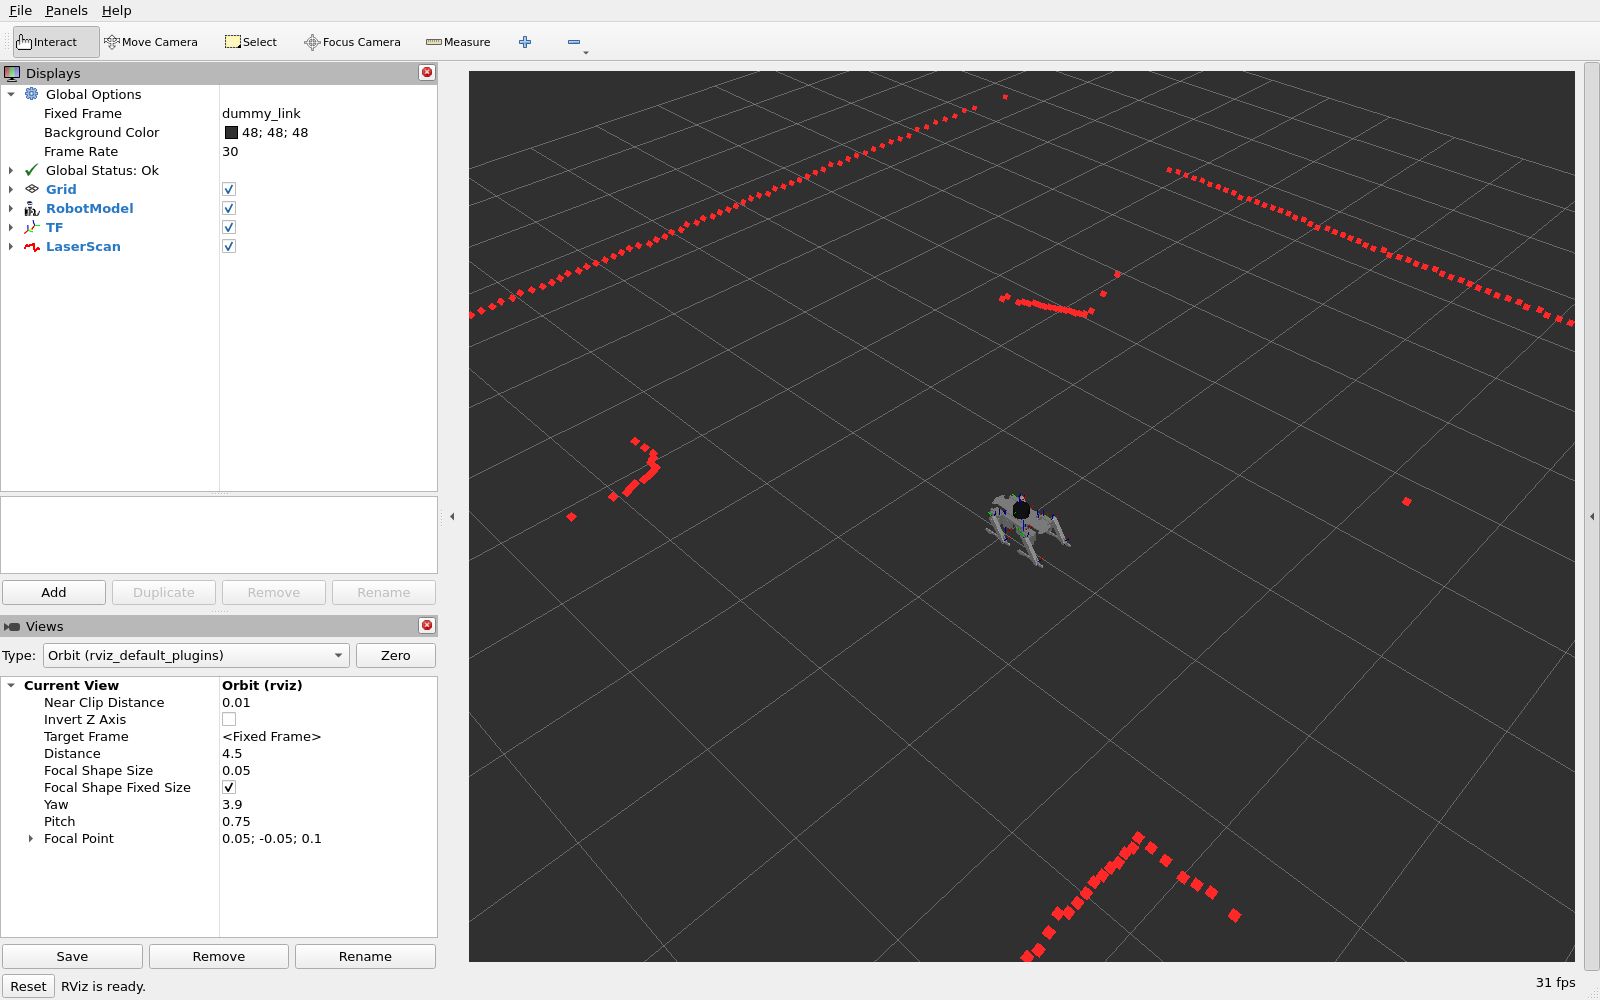 File Panels Help
Interact Move Camera Select Focus Camera Measure
Displays
Global Options
Fixed Frame dummy_link
Background Color 48; 48; 48
Frame Rate 30
Global Status: Ok
Grid
RobotModel
TF
LaserScan
Add Duplicate Remove Rename
Views
Type: Orbit (rviz_default_plugins) Zero
Current View Orbit (rviz)
Near Clip Distance 0.01
Invert Z Axis
Target Frame <Fixed Frame>
Distance 4.5
Focal Shape Size 0.05
Focal Shape Fixed Size
Yaw 3.9
Pitch 0.75
Focal Point 0.05; -0.05; 0.1
Save Remove Rename
Reset RViz is ready. 31 fps